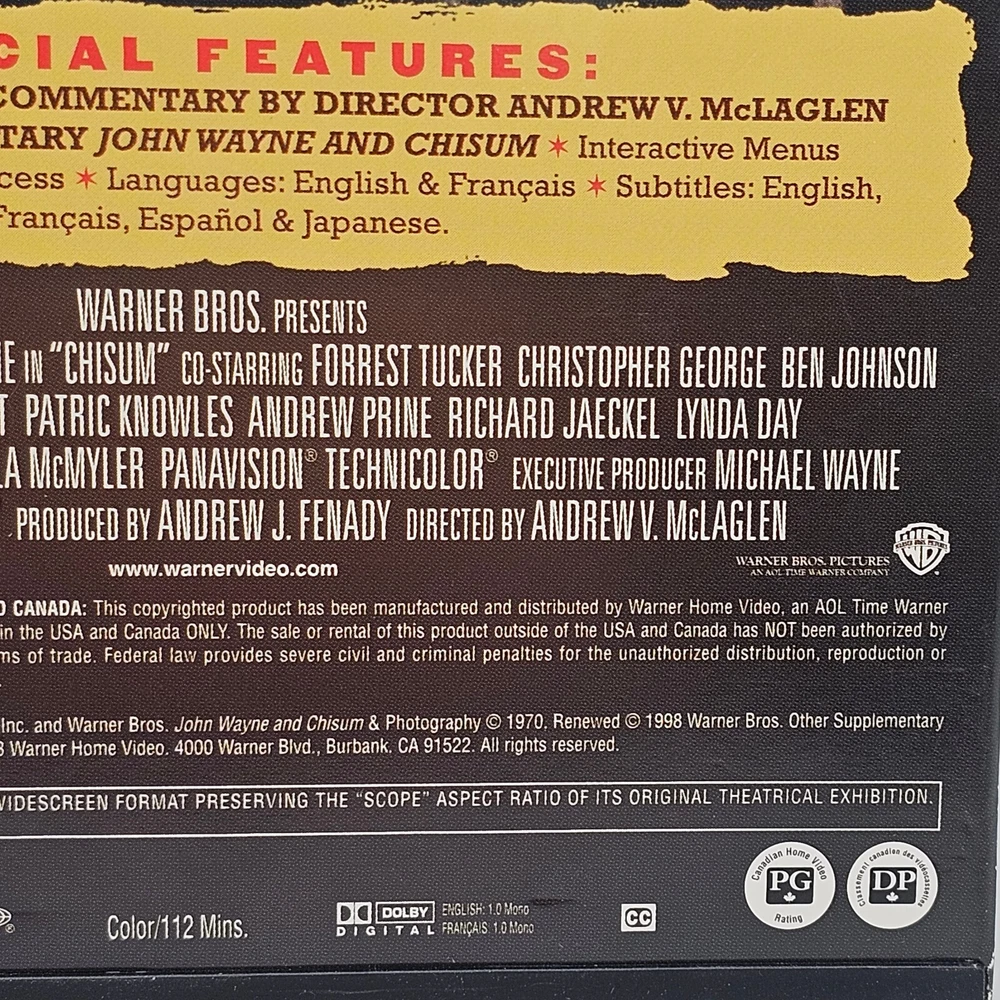 CIAL FEATURES:
COMMENTARY BY DIRECTOR ANDREW V. McLAGLEN
TARY JOHN WAYNE AND CHISUM ✶ Interactive Menus
cess ✶ Languages: English & Français ✶ Subtitles: English,
Français, Español & Japanese.
WARNER BROS. PRESENTS
E IN "CHISUM" CO-STARRING FORREST TUCKER CHRISTOPHER GEORGE BEN JOHNSON
T PATRIC KNOWLES ANDREW PRINE RICHARD JAECKEL LYNDA DAY
LA McMYLER PANAVISION® TECHNICOLOR® EXECUTIVE PRODUCER MICHAEL WAYNE
PRODUCED BY ANDREW J. FENADY DIRECTED BY ANDREW V. McLAGLEN
www.warnervideo.com
WARNER BROS. PICTURES
AN AOL TIME WARNER COMPANY
WB
D CANADA: This copyrighted product has been manufactured and distributed by Warner Home Video, an AOL Time Warner
in the USA and Canada ONLY. The sale or rental of this product outside of the USA and Canada has NOT been authorized by
ms of trade. Federal law provides severe civil and criminal penalties for the unauthorized distribution, reproduction or
Inc. and Warner Bros. John Wayne and Chisum & Photography © 1970, Renewed © 1998 Warner Bros. Other Supplementary
3 Warner Home Video. 4000 Warner Blvd., Burbank, CA 91522. All rights reserved.
WIDESCREEN FORMAT PRESERVING THE "SCOPE" ASPECT RATIO OF ITS ORIGINAL THEATRICAL EXHIBITION.
Color/112 Mins.
DOLBY
DIGITAL
ENGLISH: 1.0 Mono
FRANÇAIS: 1.0 Mono
CC
Canadian Home Video
PG
Rating
Classement canadien des vidéocassettes
DP